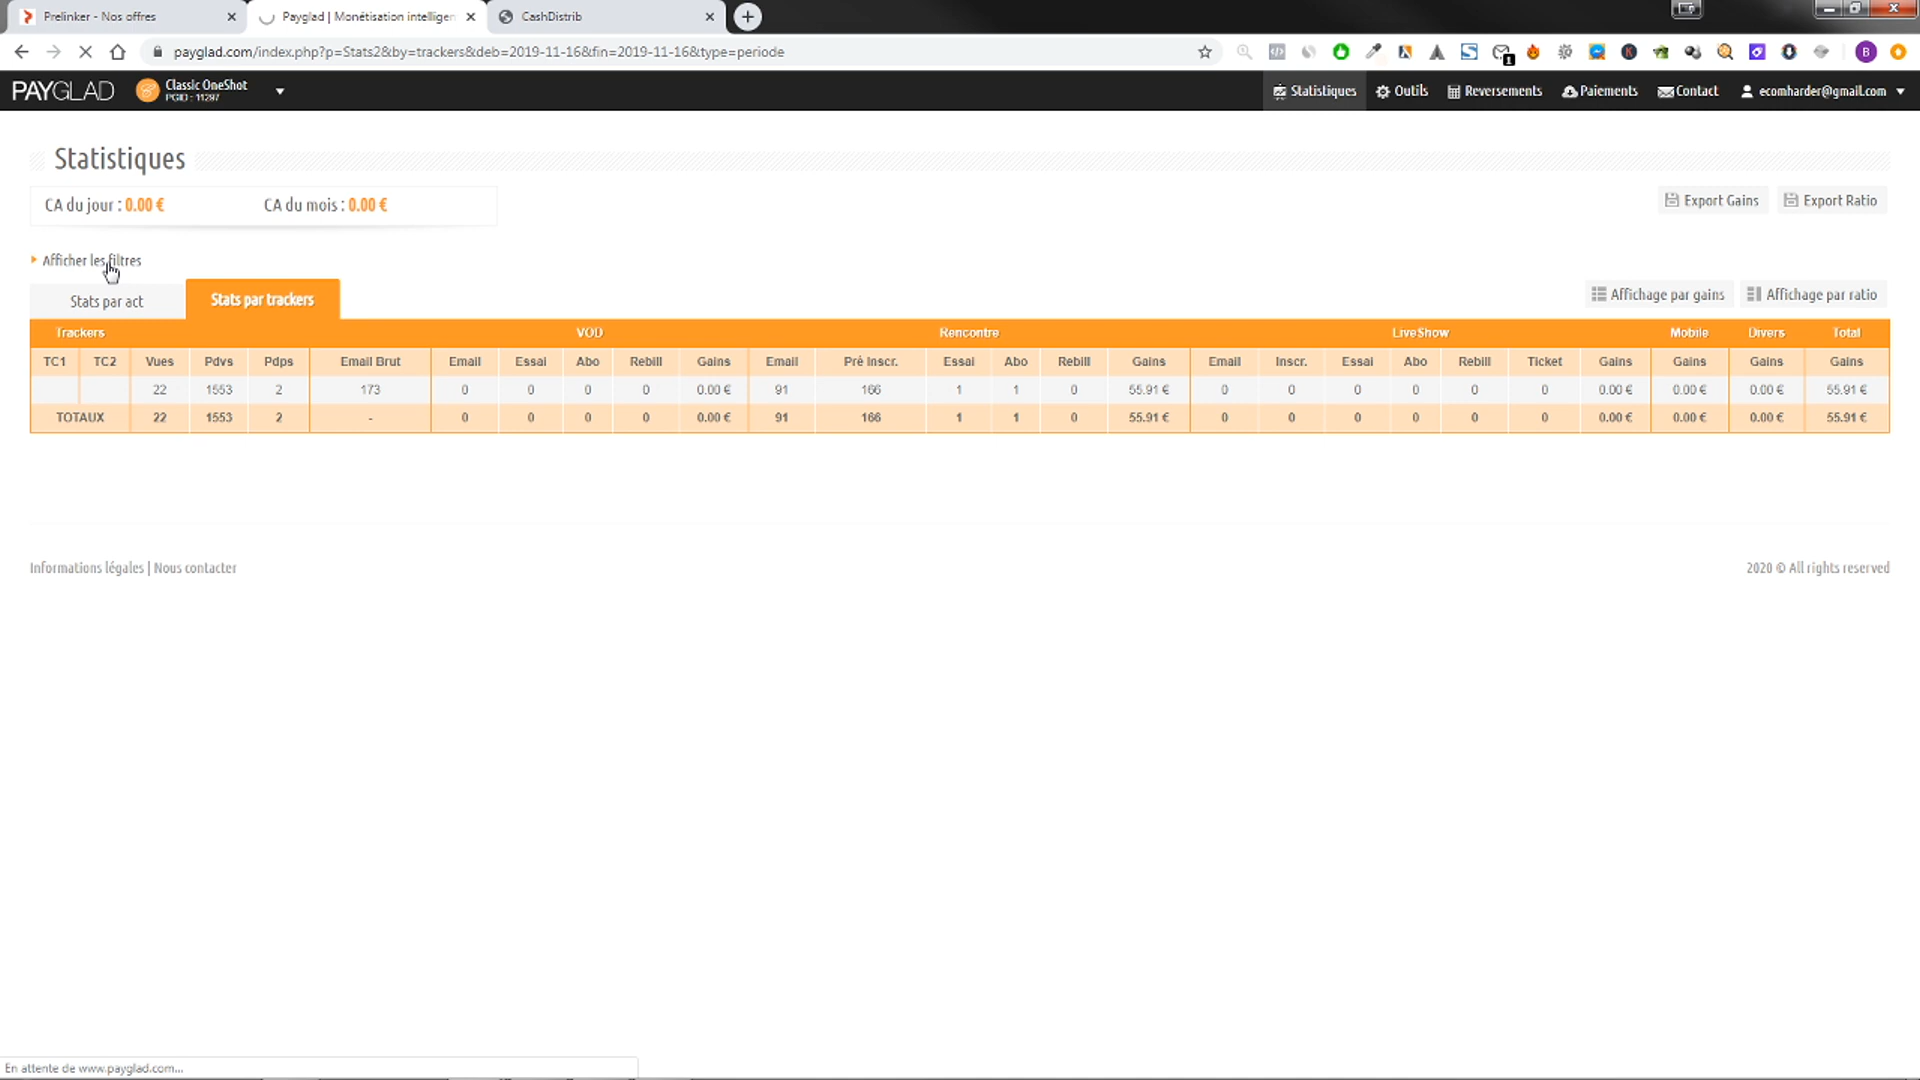 Prelinker - Nos offres
Payglad | Monétisation intelligen
CashDistrib
payglad.com/index.php?p=Stats2&by=trackers&deb=2019-11-16&fin=2019-11-16&type=periode
PAYGLAD
Classic OneShot
PGID : 11297
Statistiques
Outils
Reversements
Paiements
Contact
ecomharder@gmail.com
Statistiques
CA du jour : 0.00 €
CA du mois : 0.00 €
Export Gains
Export Ratio
Afficher les filtres
Stats par act
Stats par trackers
Affichage par gains
Affichage par ratio
Trackers VOD Rencontre LiveShow Mobile Divers Total
TC1 TC2 Vues Pdvs Pdps Email Brut Email Essai Abo Rebill Gains Email Pré Inscr. Essai Abo Rebill Gains Email Inscr. Essai Abo Rebill Ticket Gains Gains Gains Gains
22 1553 2 173 0 0 0 0 0.00 € 91 166 1 1 0 55.91 € 0 0 0 0 0 0 0.00 € 0.00 € 0.00 € 55.91 €
TOTAUX 22 1553 2 - 0 0 0 0 0.00 € 91 166 1 1 0 55.91 € 0 0 0 0 0 0 0.00 € 0.00 € 0.00 € 55.91 €
Informations légales | Nous contacter
2020 © All rights reserved
En attente de www.payglad.com...